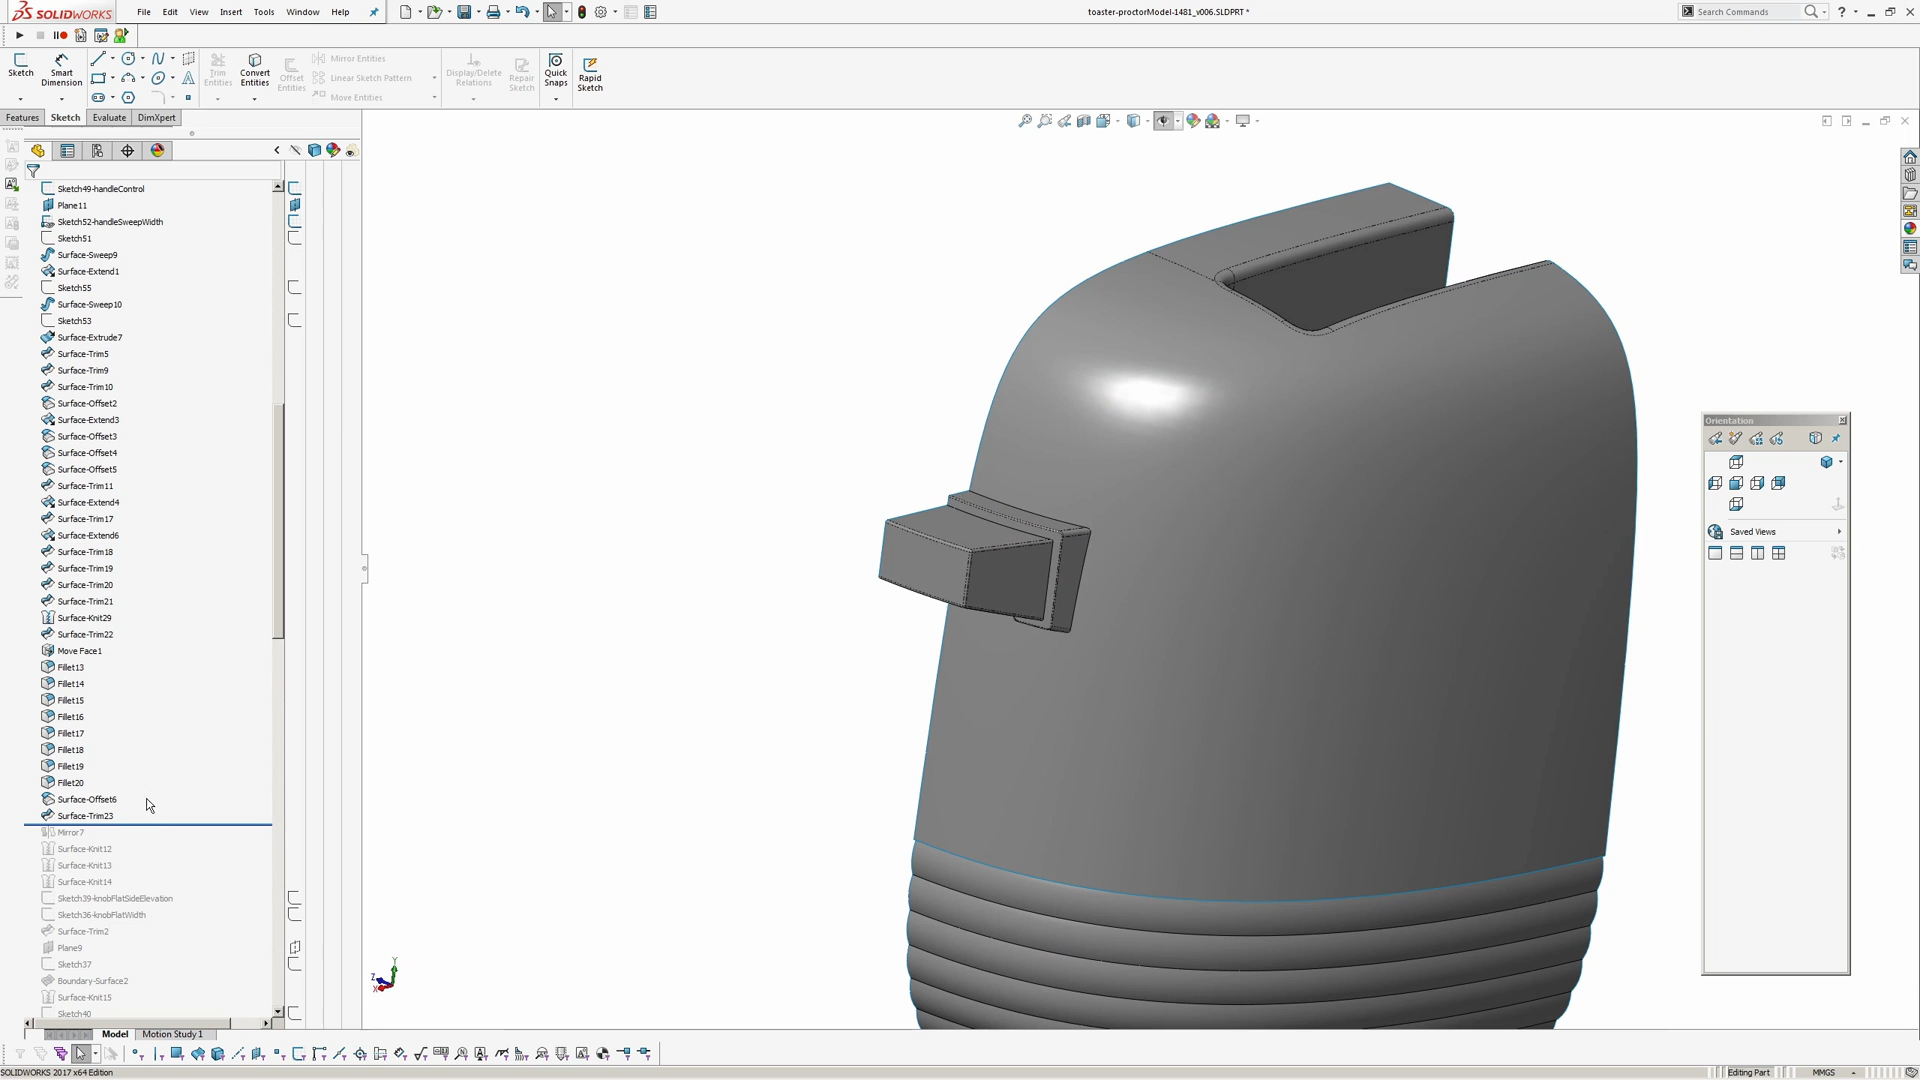 SOLIDWORKS
File
Edit
View
Insert
Tools
Window
Help
toaster-proctorModel-1481_v006.SLDPRT *
Search Commands
Sketch
Smart Dimension
Trim Entities
Convert Entities
Offset Entities
Mirror Entities
Linear Sketch Pattern
Move Entities
Display/Delete Relations
Repair Sketch
Quick Snaps
Rapid Sketch
Features
Sketch
Evaluate
DimXpert
Sketch49-handleControl
Plane11
Sketch52-handleSweepWidth
Sketch51
Surface-Sweep9
Surface-Extend1
Sketch55
Surface-Sweep10
Sketch53
Surface-Extrude7
Surface-Trim5
Surface-Trim9
Surface-Trim10
Surface-Offset2
Surface-Extend3
Surface-Offset3
Surface-Offset4
Surface-Offset5
Surface-Trim11
Surface-Extend4
Surface-Trim17
Surface-Extend6
Surface-Trim18
Surface-Trim19
Surface-Trim20
Surface-Trim21
Surface-Knit29
Surface-Trim22
Move Face1
Fillet13
Fillet14
Fillet15
Fillet16
Fillet17
Fillet18
Fillet19
Fillet20
Surface-Offset6
Surface-Trim23
Mirror7
Surface-Knit12
Surface-Knit13
Surface-Knit14
Sketch39-knobFlatSideElevation
Sketch36-knobFlatWidth
Surface-Trim2
Plane9
Sketch37
Boundary-Surface2
Surface-Knit15
Sketch40
Orientation
Saved Views
Y
Z
X
Model
Motion Study 1
SOLIDWORKS 2017 x64 Edition
Editing Part
MMGS